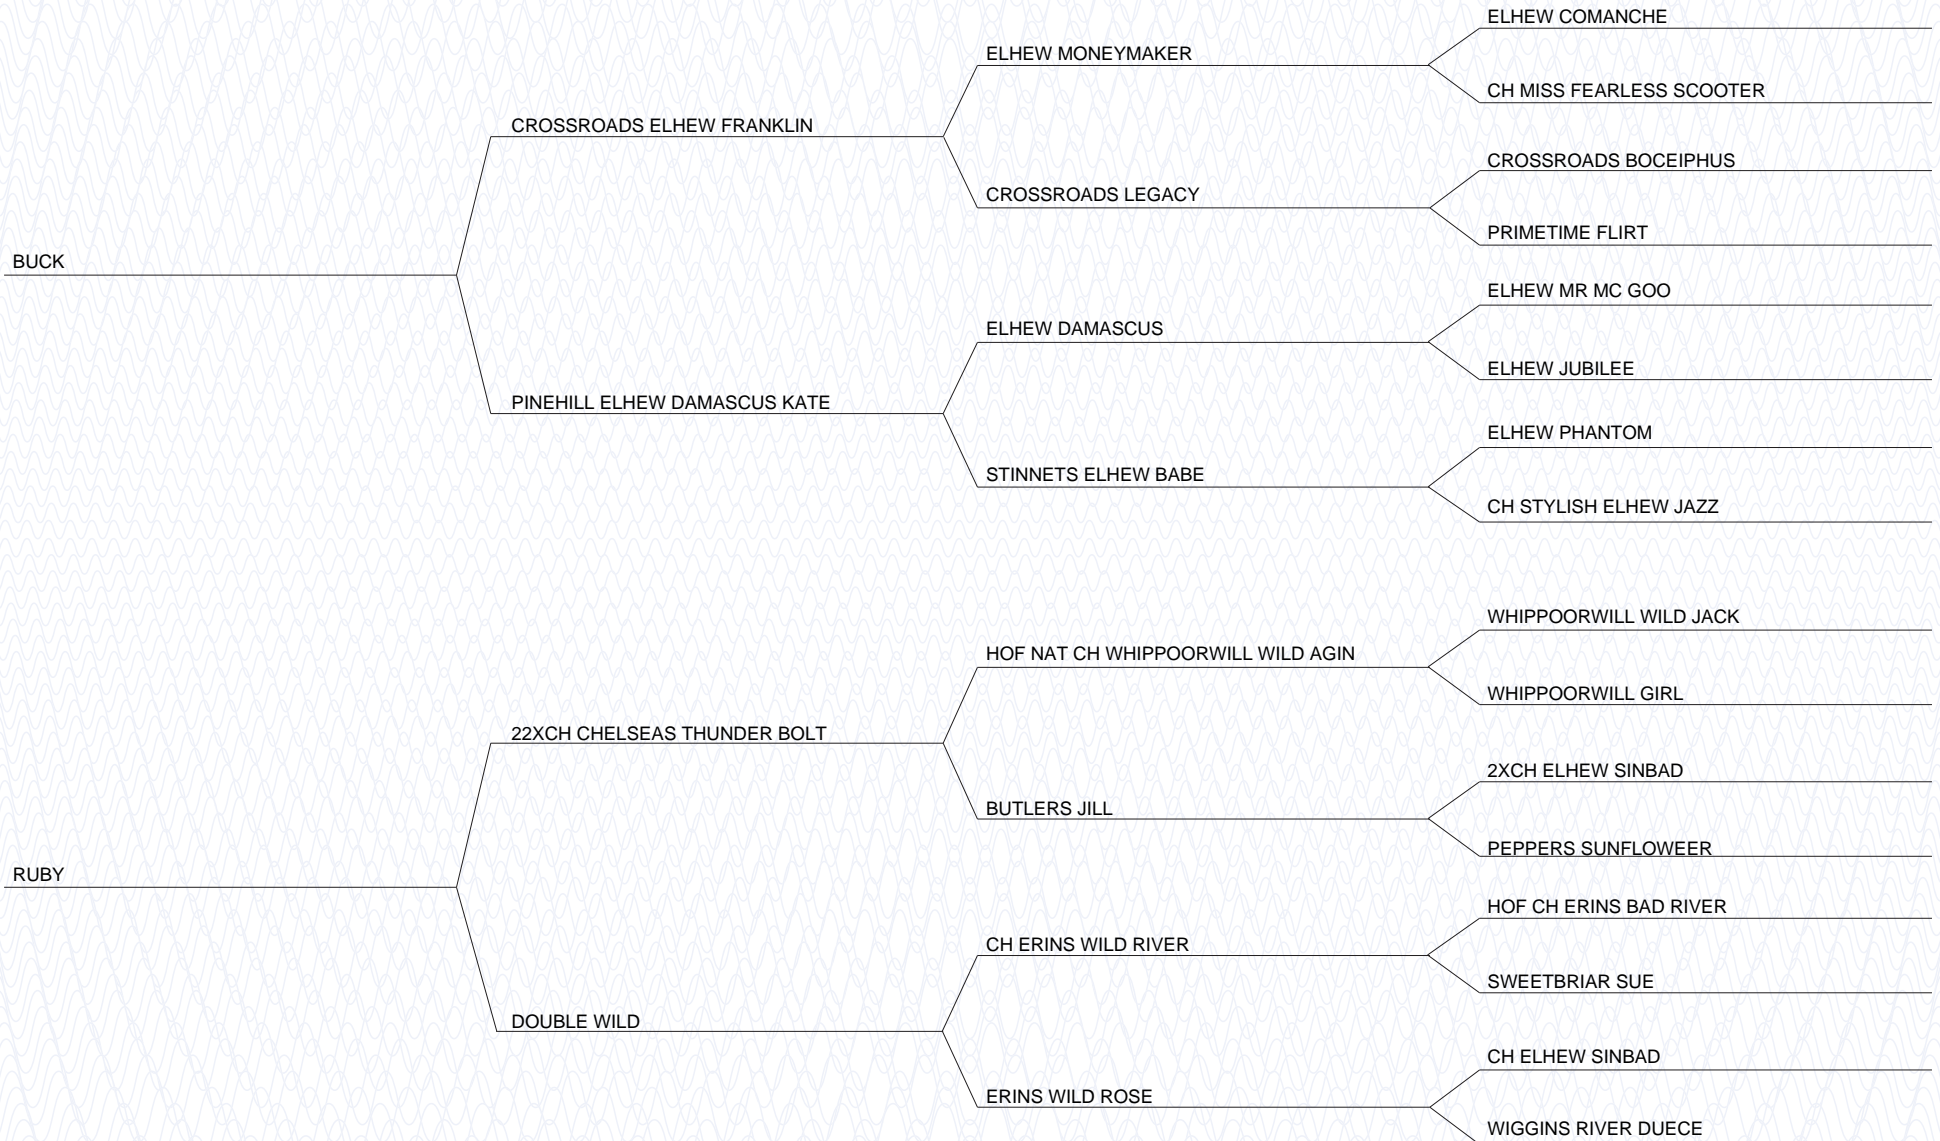 ELHEW COMANCHE
ELHEW MONEYMAKER
CH MISS FEARLESS SCOOTER
CROSSROADS ELHEW FRANKLIN
CROSSROADS BOCEIPHUS
CROSSROADS LEGACY
PRIMETIME FLIRT
BUCK
ELHEW MR MC GOO
ELHEW DAMASCUS
ELHEW JUBILEE
PINEHILL ELHEW DAMASCUS KATE
ELHEW PHANTOM
STINNETS ELHEW BABE
CH STYLISH ELHEW JAZZ
WHIPPOORWILL WILD JACK
HOF NAT CH WHIPPOORWILL WILD AGIN
WHIPPOORWILL GIRL
22XCH CHELSEAS THUNDER BOLT
2XCH ELHEW SINBAD
BUTLERS JILL
PEPPERS SUNFLOWEER
RUBY
HOF CH ERINS BAD RIVER
CH ERINS WILD RIVER
SWEETBRIAR SUE
DOUBLE WILD
CH ELHEW SINBAD
ERINS WILD ROSE
WIGGINS RIVER DUECE